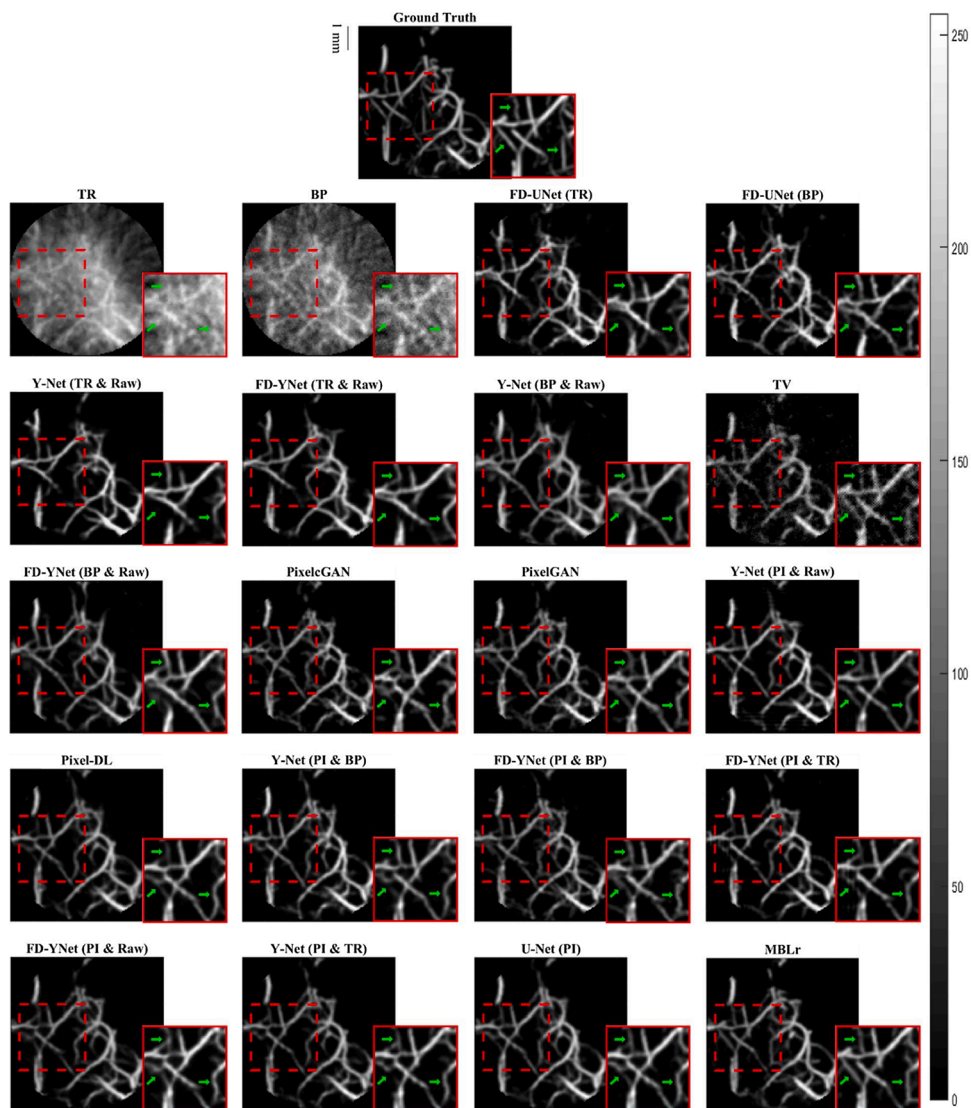 Ground Truth
1 mm
TR
BP
FD-UNet (TR)
FD-UNet (BP)
Y-Net (TR & Raw)
FD-YNet (TR & Raw)
Y-Net (BP & Raw)
TV
FD-YNet (BP & Raw)
PixelcGAN
PixelGAN
Y-Net (PI & Raw)
Pixel-DL
Y-Net (PI & BP)
FD-YNet (PI & BP)
FD-YNet (PI & TR)
FD-YNet (PI & Raw)
Y-Net (PI & TR)
U-Net (PI)
MBLr
250
200
150
100
50
0